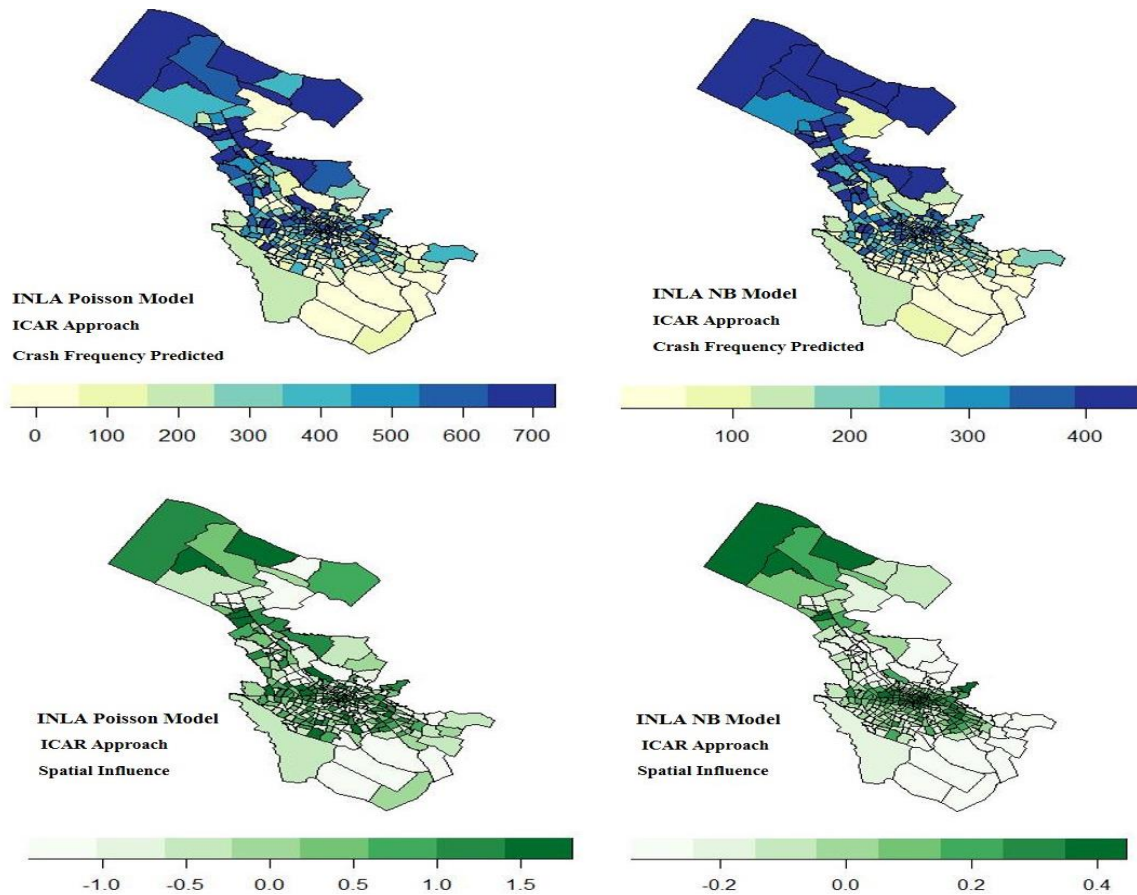 INLA Poisson Model
ICAR Approach
Crash Frequency Predicted
0 100 200 300 400 500 600 700
INLA NB Model
ICAR Approach
Crash Frequency Predicted
100 200 300 400
INLA Poisson Model
ICAR Approach
Spatial Influence
-1.0 -0.5 0.0 0.5 1.0 1.5
INLA NB Model
ICAR Approach
Spatial Influence
-0.2 0.0 0.2 0.4